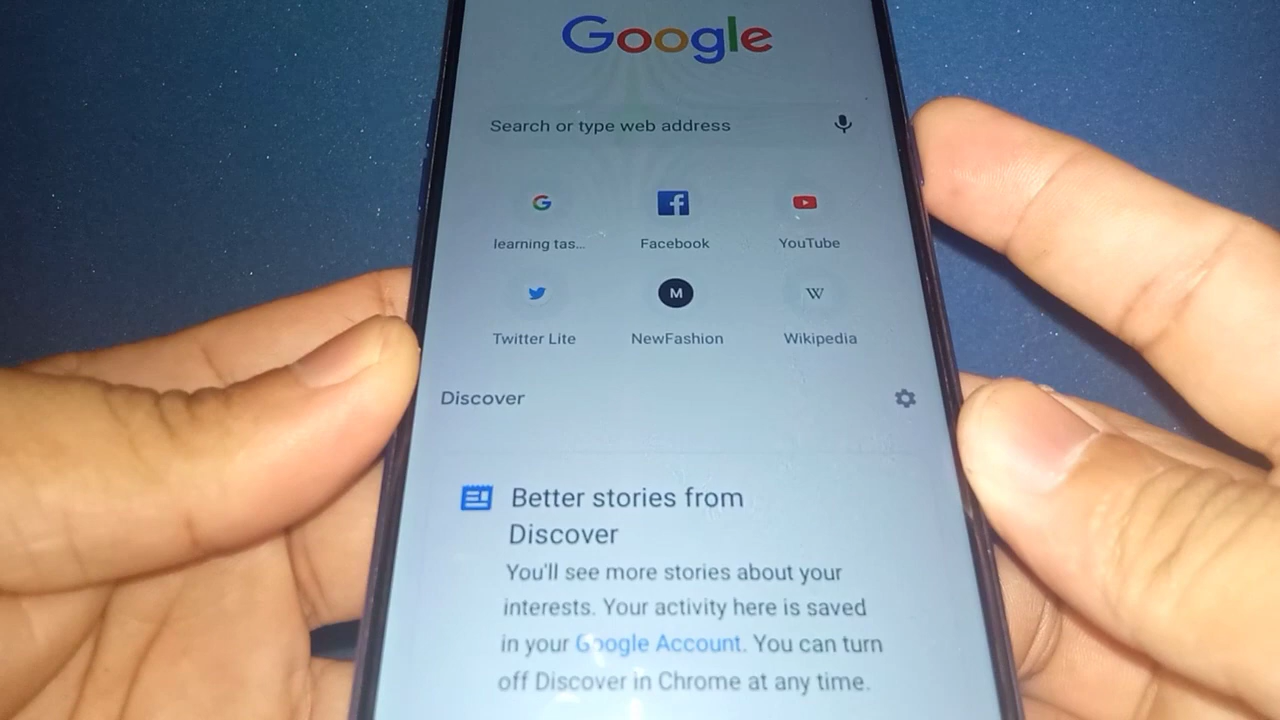 Google
Search or type web address
learning tas... Facebook YouTube
M W
Twitter Lite NewFashion Wikipedia
Discover
Better stories from
Discover
You'll see more stories about your
interests. Your activity here is saved
in your Google Account. You can turn
off Discover in Chrome at any time.